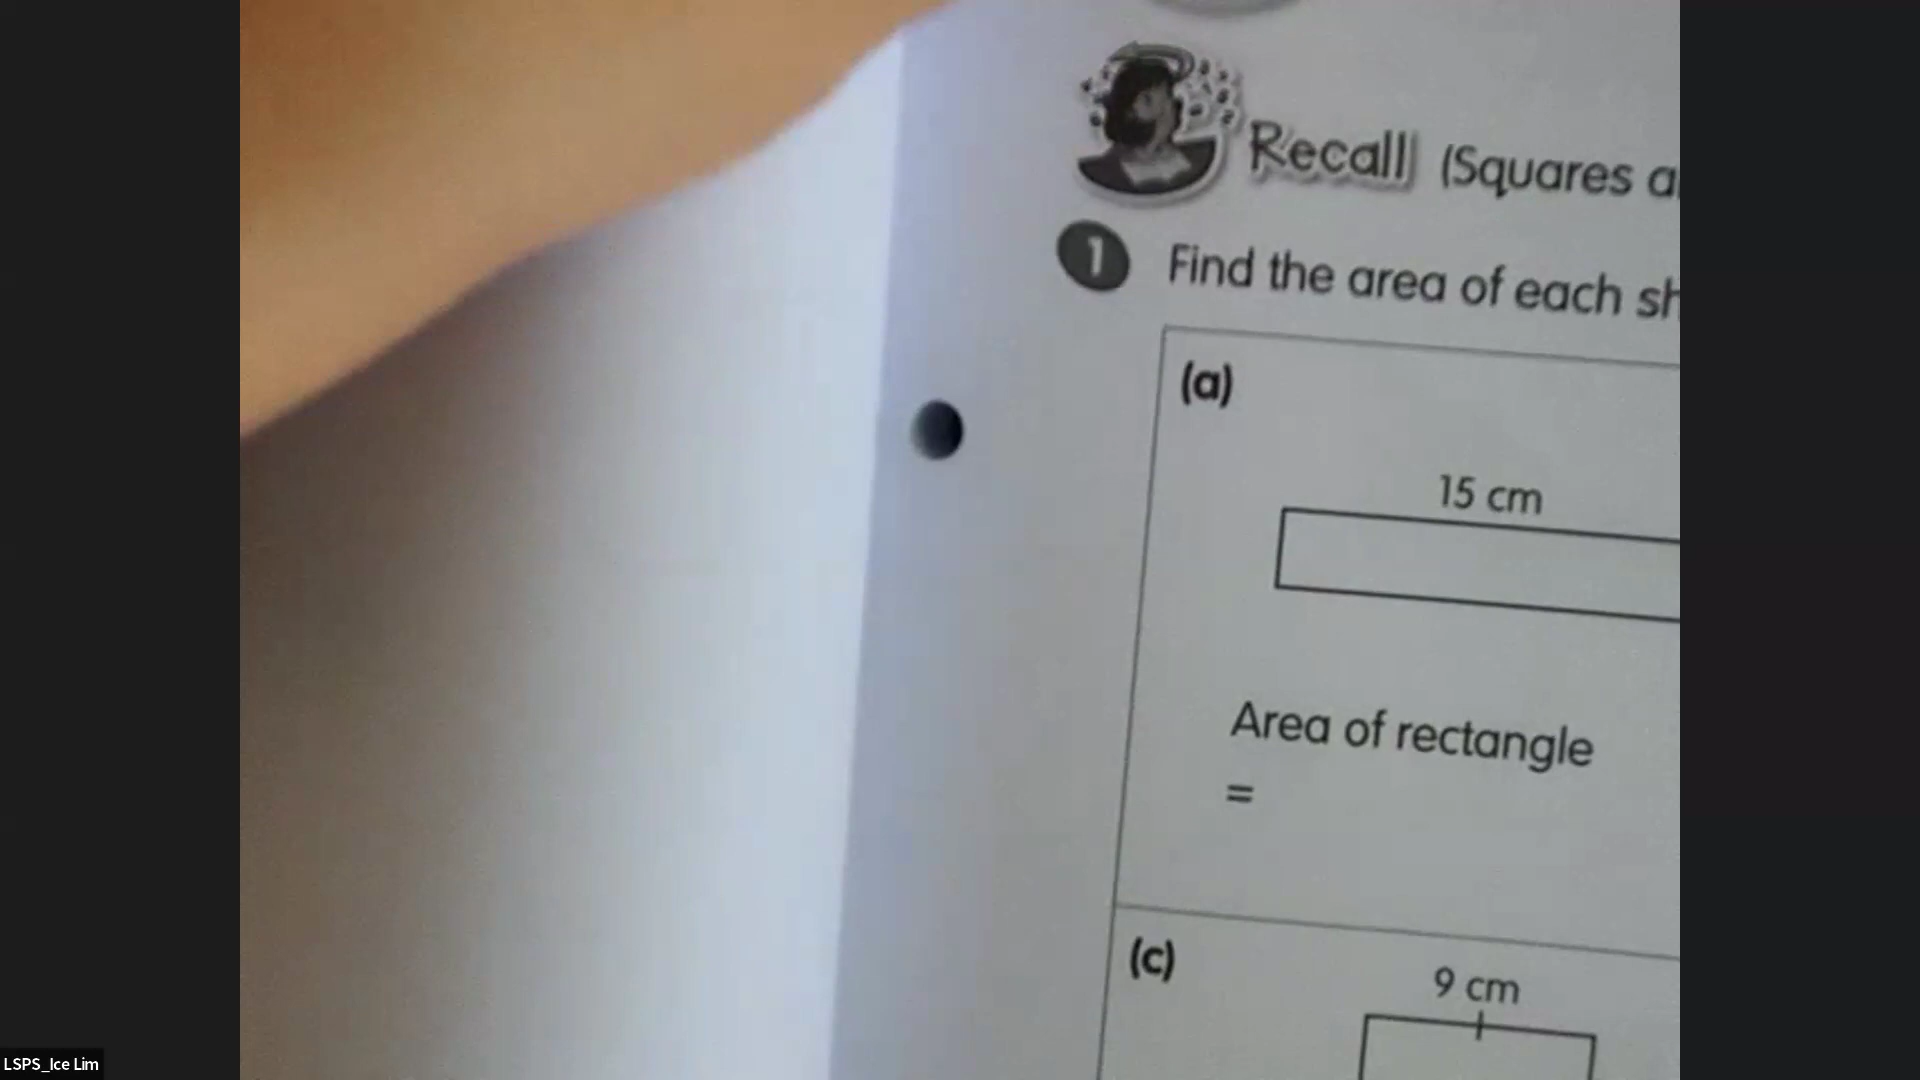 Recall (Squares a
1 Find the area of each sh
(a)
15 cm
Area of rectangle
=
(c)
9 cm
LSPS_Ice Lim